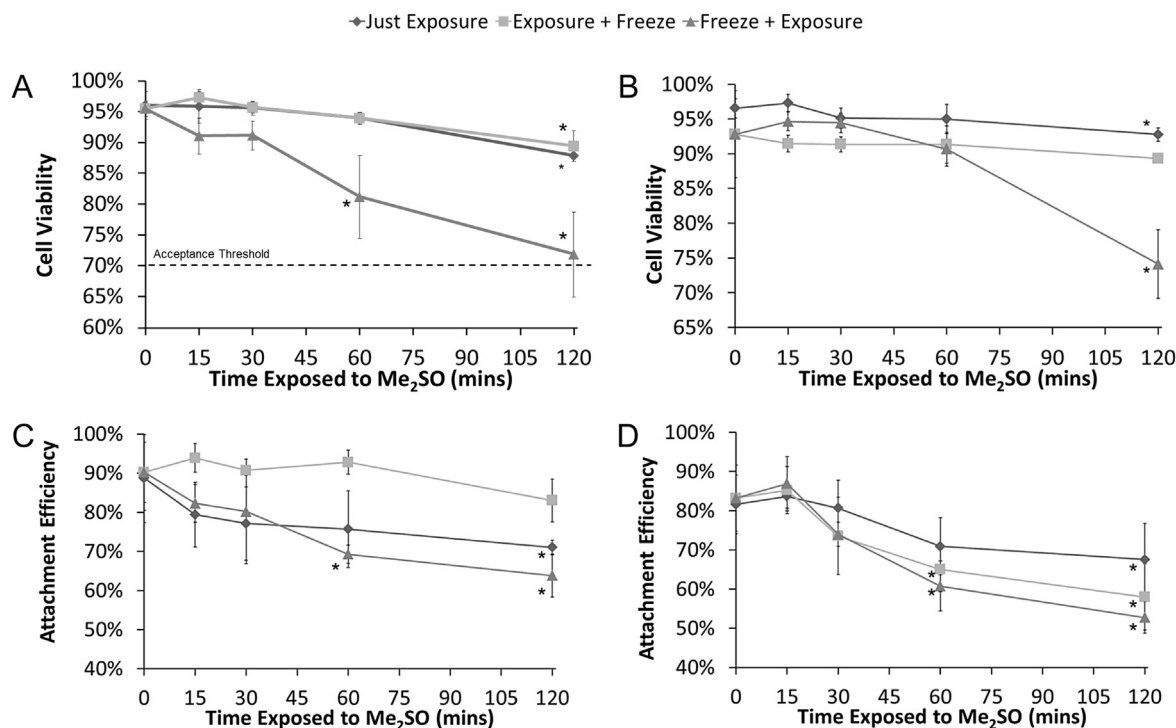 Just Exposure Exposure + Freeze Freeze + Exposure
A
Cell Viability
100%
95%
90%
85%
80%
75%
70%
65%
60%
*
*
*
*
Acceptance Threshold
0 15 30 45 60 75 90 105 120
Time Exposed to Me₂SO (mins)
B
Cell Viability
100%
95%
90%
85%
80%
75%
70%
65%
*
*
0 15 30 45 60 75 90 105 120
Time Exposed to Me₂SO (mins)
C
Attachment Efficiency
100%
90%
80%
70%
60%
50%
40%
*
*
*
0 15 30 45 60 75 90 105 120
Time Exposed to Me₂SO (mins)
D
Attachment Efficiency
100%
90%
80%
70%
60%
50%
40%
*
*
*
*
*
0 15 30 45 60 75 90 105 120
Time Exposed to Me₂SO (mins)